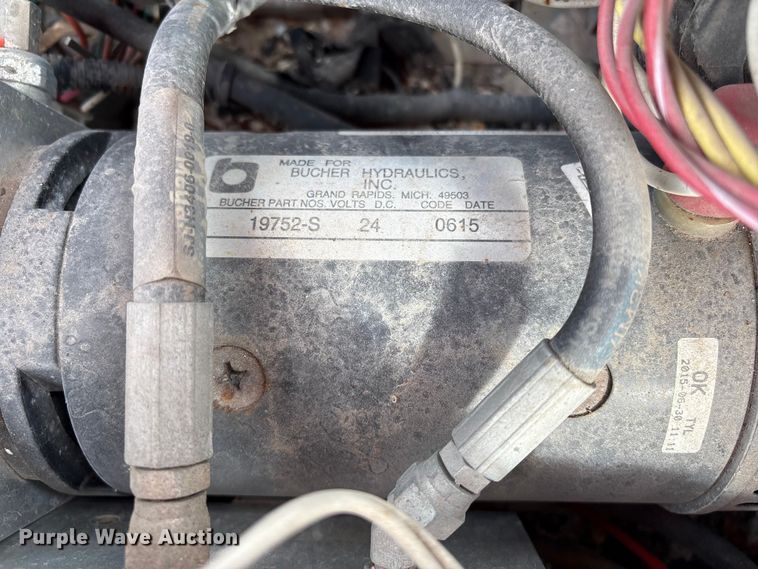 MADE FOR
BUCHER HYDRAULICS,
INC.
GRAND RAPIDS, MICH. 49503
BUCHER PART NOS. VOLTS D.C. CODE DATE
19752-S 24 0615
OK TYL
2015-06-30 11:11
Purple Wave Auction